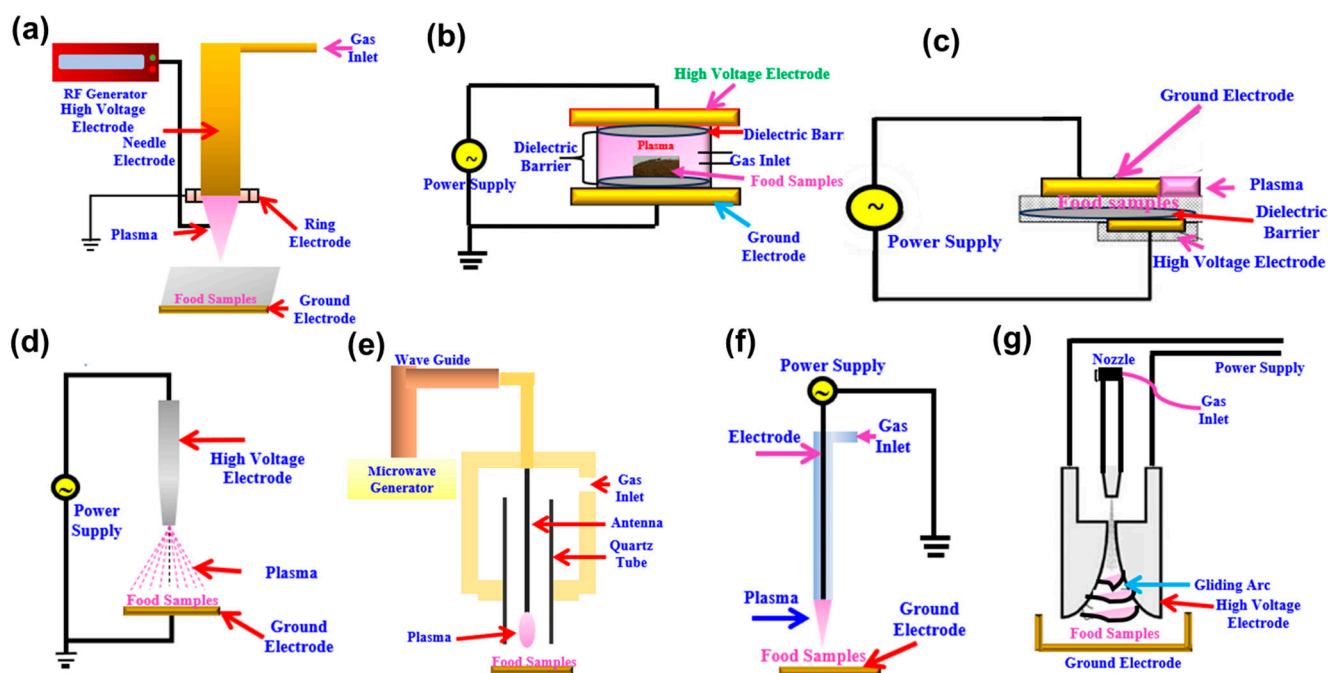 (a)
Gas
Inlet
RF Generator
High Voltage
Electrode
Needle
Electrode
Plasma
Ring
Electrode
Food Samples
Ground
Electrode
(b)
High Voltage Electrode
Dielectric Barri
Dielectric
Barrier
Plasma
Gas Inlet
Power Supply
Food Samples
Ground
Electrode
(c)
Ground Electrode
Plasma
Food samples
Dielectric
Barrier
Power Supply
High Voltage Electrode
(d)
High Voltage
Electrode
Power
Supply
Plasma
Food Samples
Ground
Electrode
(e)
Wave Guide
Microwave
Generator
Gas
Inlet
Antenna
Quartz
Tube
Plasma
Food Samples
(f)
Power Supply
Electrode
Gas
Inlet
Plasma
Ground
Electrode
Food Samples
(g)
Nozzle
Power
Supply
Gas
Inlet
Gliding Arc
High Voltage
Electrode
Food Samples
Ground Electrode